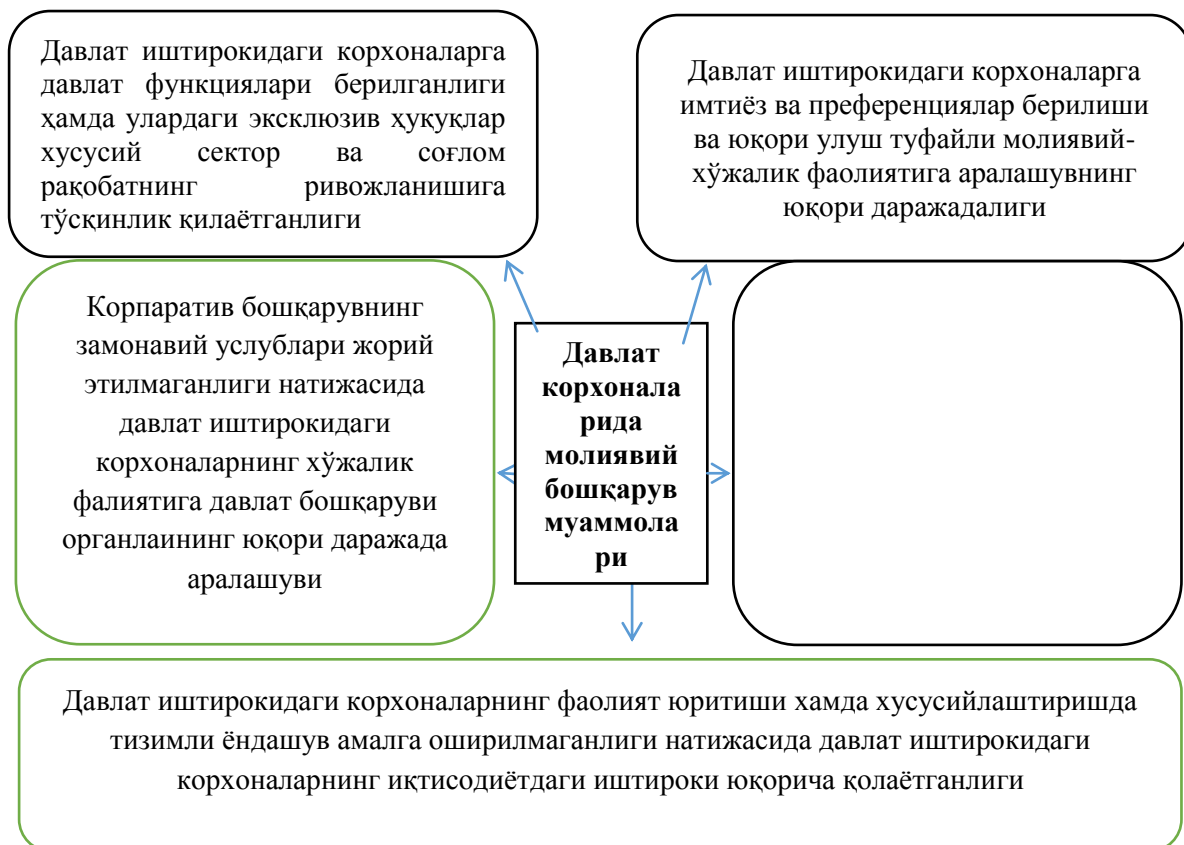 Давлат иштирокидаги корхоналарга
давлат функциялари берилганлиги
ҳамда улардаги эксклюзив ҳуқуқлар
хусусий сектор ва соғлом
рақобатнинг ривожланишига
тўсқинлик қилаётганлиги
Давлат иштирокидаги корхоналарга
имтиёз ва преференциялар берилиши
ва юқори улуш туфайли молиявий-
хўжалик фаолиятига аралашувнинг
юқори даражадалиги
Корпаратив бошқарувнинг
замонавий услублари жорий
этилмаганлиги натижасида
давлат иштирокидаги
корхоналарнинг хўжалик
фалиятига давлат бошқаруви
органлаининг юқори даражада
аралашуви
Давлат
корхонала
рида
молиявий
бошқарув
муаммола
ри
Давлат иштирокидаги корхоналарнинг фаолият юритиши хамда хусусийлаштиришда
тизимли ёндашув амалга оширилмаганлиги натижасида давлат иштирокидаги
корхоналарнинг иқтисодиётдаги иштироки юқорича қолаётганлиги